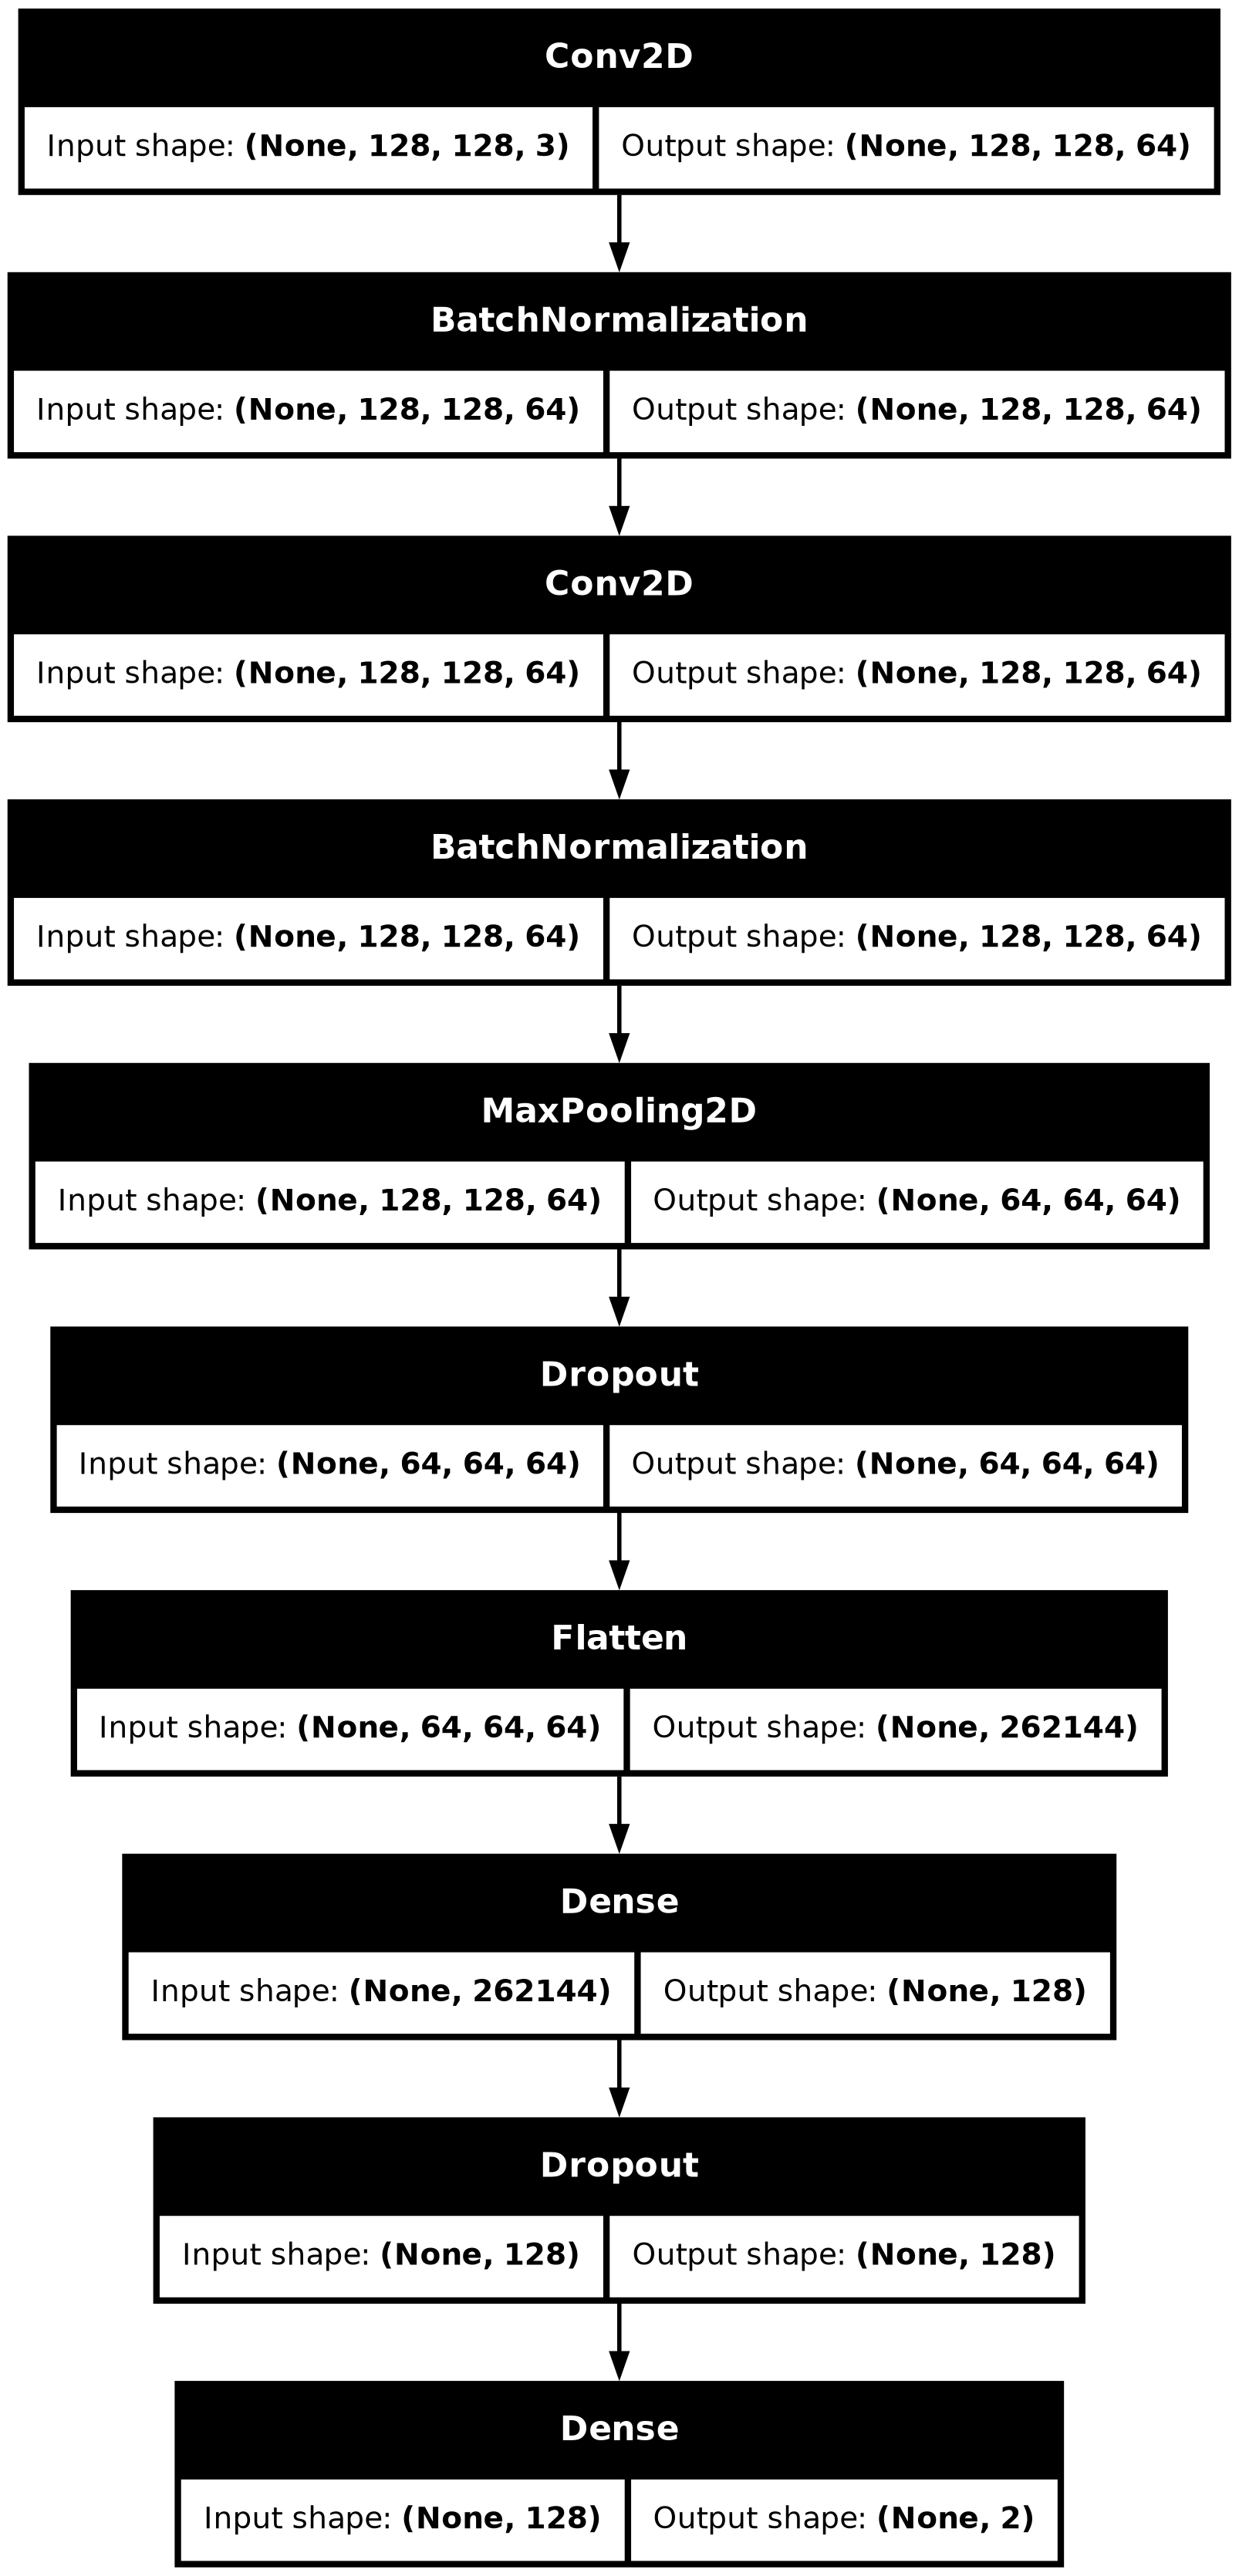 Conv2D
Input shape: (None, 128, 128, 3) Output shape: (None, 128, 128, 64)
BatchNormalization
Input shape: (None, 128, 128, 64) Output shape: (None, 128, 128, 64)
Conv2D
Input shape: (None, 128, 128, 64) Output shape: (None, 128, 128, 64)
BatchNormalization
Input shape: (None, 128, 128, 64) Output shape: (None, 128, 128, 64)
MaxPooling2D
Input shape: (None, 128, 128, 64) Output shape: (None, 64, 64, 64)
Dropout
Input shape: (None, 64, 64, 64) Output shape: (None, 64, 64, 64)
Flatten
Input shape: (None, 64, 64, 64) Output shape: (None, 262144)
Dense
Input shape: (None, 262144) Output shape: (None, 128)
Dropout
Input shape: (None, 128) Output shape: (None, 128)
Dense
Input shape: (None, 128) Output shape: (None, 2)